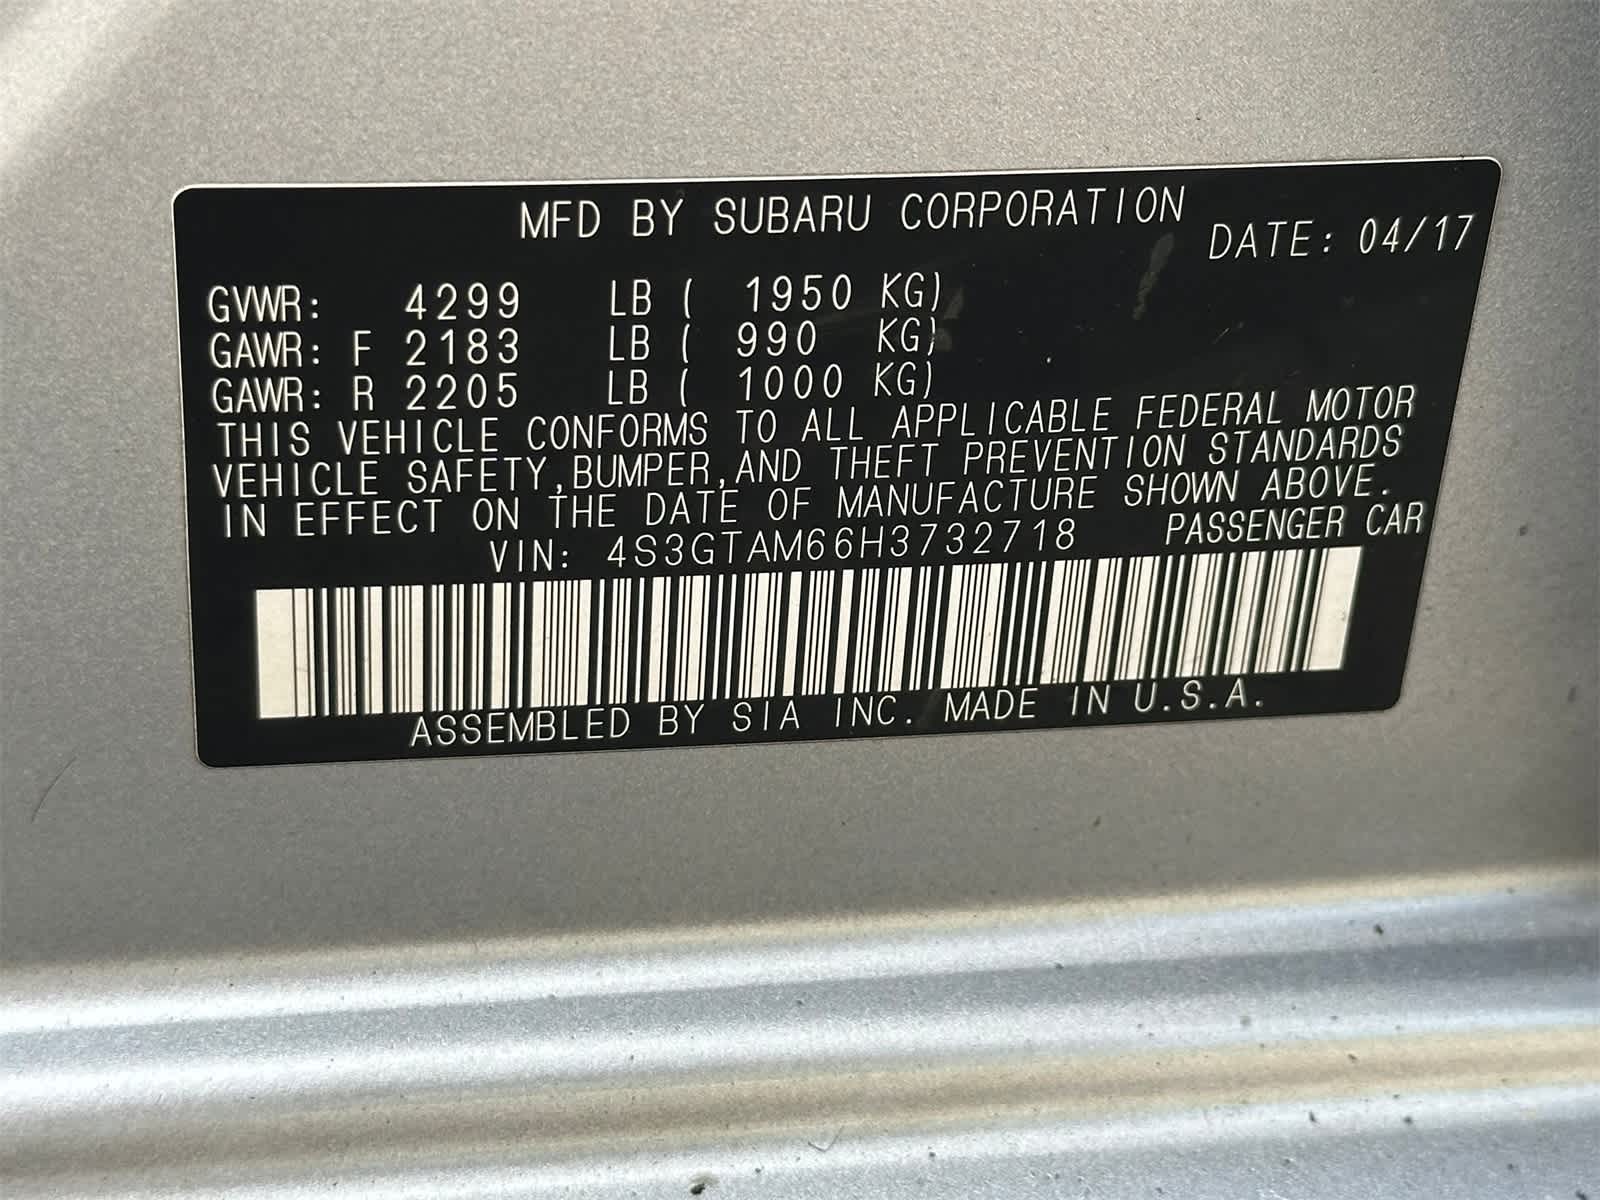 MFD BY SUBARU CORPORATION
DATE: 04/17
GVWR: 4299 LB ( 1950 KG)
GAWR: F 2183 LB ( 990 KG)
GAWR: R 2205 LB ( 1000 KG)
THIS VEHICLE CONFORMS TO ALL APPLICABLE FEDERAL MOTOR
VEHICLE SAFETY,BUMPER,AND THEFT PREVENTION STANDARDS
IN EFFECT ON THE DATE OF MANUFACTURE SHOWN ABOVE.
VIN: 4S3GTAM66H3732718 PASSENGER CAR
ASSEMBLED BY SIA INC. MADE IN U.S.A.